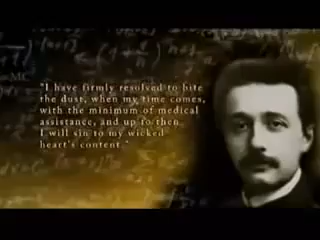 MC
"I have firmly resolved to bite
the dust, when my time comes,
with the minimum of medical
assistance, and up to then
I will sin to my wicked
heart's content."